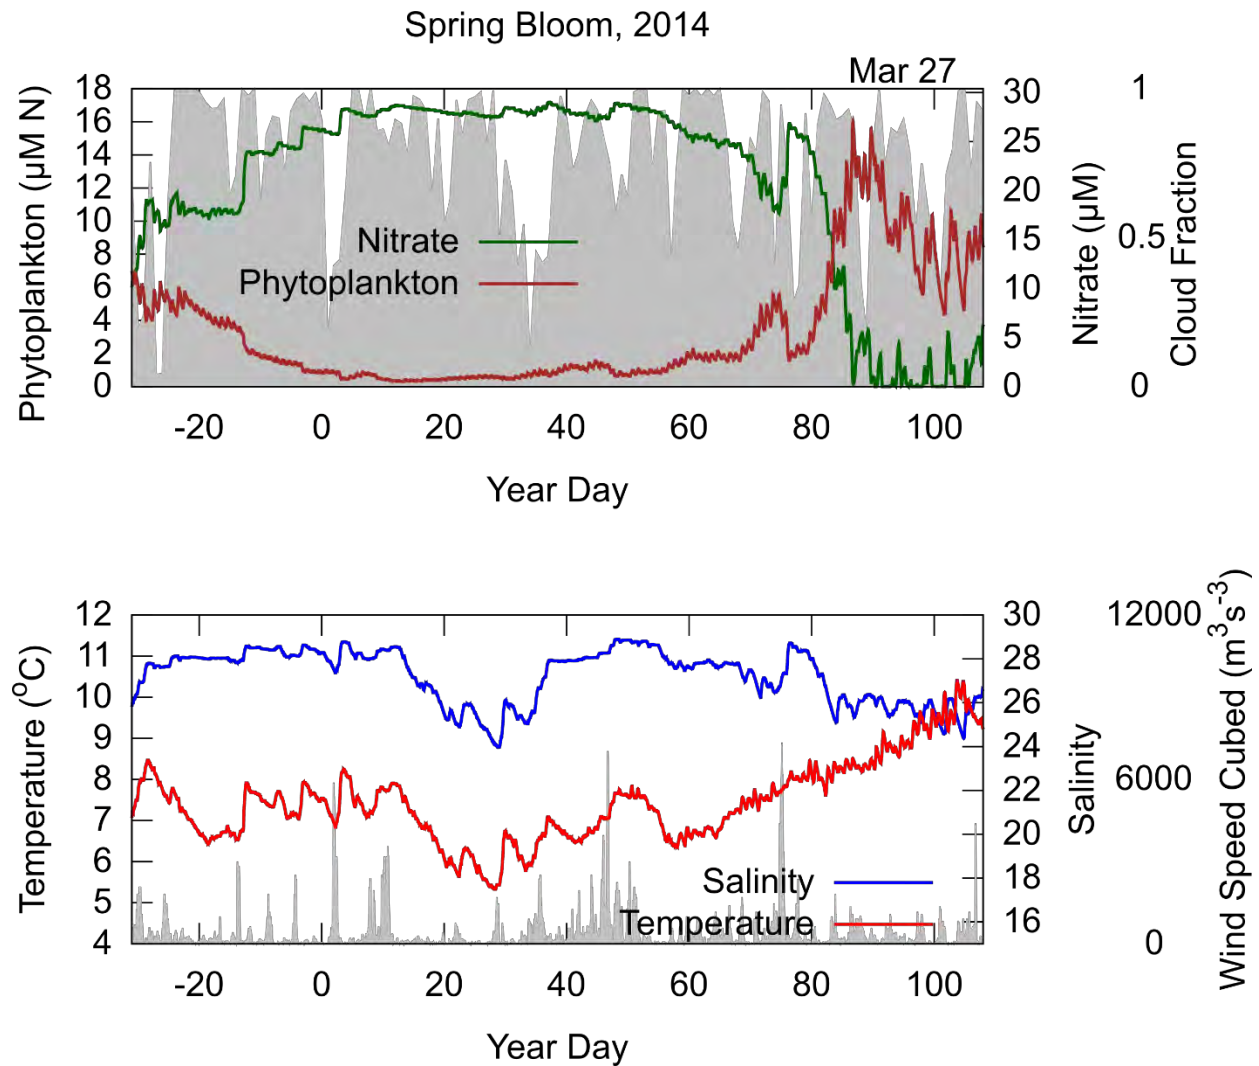 Spring Bloom, 2014
Mar 27
Phytoplankton (µM N)
18
16
14
12
10
8
6
4
2
0
Nitrate
Phytoplankton
30
25
20
15
10
5
0
Nitrate (µM)
1
0.5
0
Cloud Fraction
-20 0 20 40 60 80 100
Year Day
Temperature (°C)
12
11
10
9
8
7
6
5
4
Salinity
Temperature
30
28
26
24
22
20
18
16
Salinity
12000
6000
0
Wind Speed Cubed (m³s⁻³)
-20 0 20 40 60 80 100
Year Day